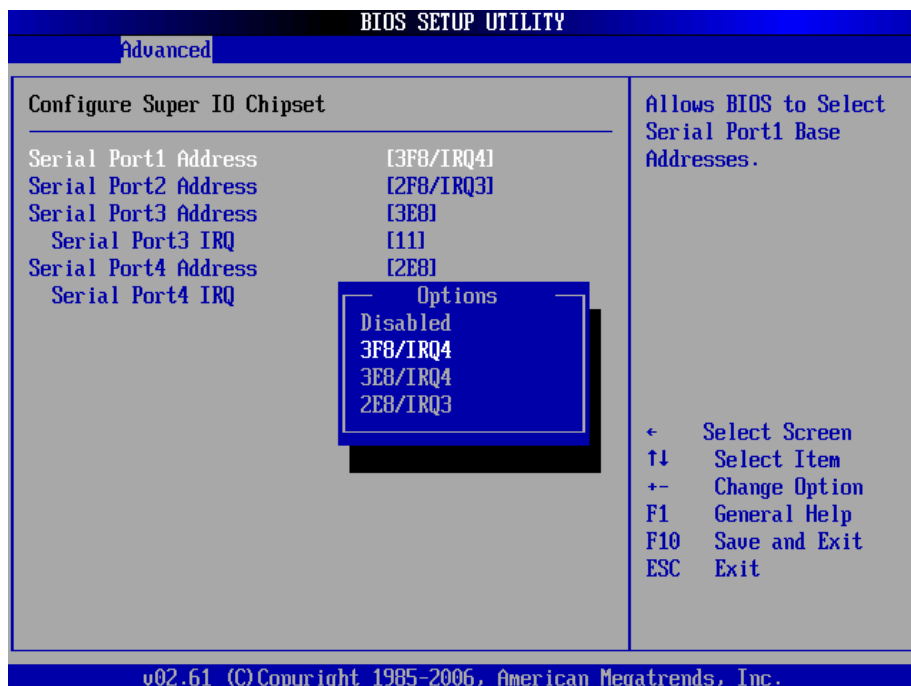 BIOS SETUP UTILITY
Advanced
Configure Super IO Chipset
Serial Port1 Address [3F8/IRQ4]
Serial Port2 Address [2F8/IRQ3]
Serial Port3 Address [3E8]
Serial Port3 IRQ [11]
Serial Port4 Address [2E8]
Serial Port4 IRQ
Options
Disabled
3F8/IRQ4
3E8/IRQ4
2E8/IRQ3
Allows BIOS to Select
Serial Port1 Base
Addresses.
← Select Screen
↑↓ Select Item
+- Change Option
F1 General Help
F10 Save and Exit
ESC Exit
v02.61 (C)Copyright 1985-2006, American Megatrends, Inc.